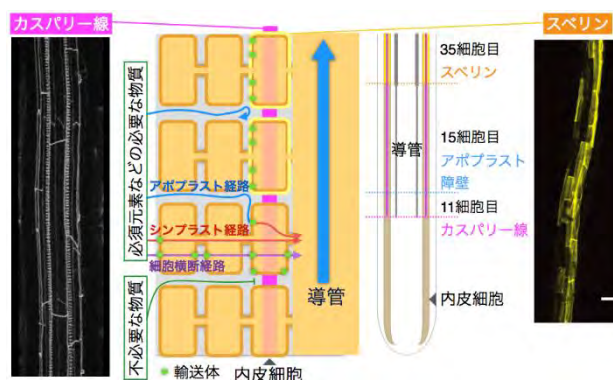 カスパリー線
スベリン
必須元素などの必要な物質
不必要な物質
アポプラスト経路
シンプラスト経路
細胞横断経路
導管
輸送体
内皮細胞
導管
35細胞目
スベリン
15細胞目
アポプラスト
障壁
11細胞目
カスパリー線
内皮細胞